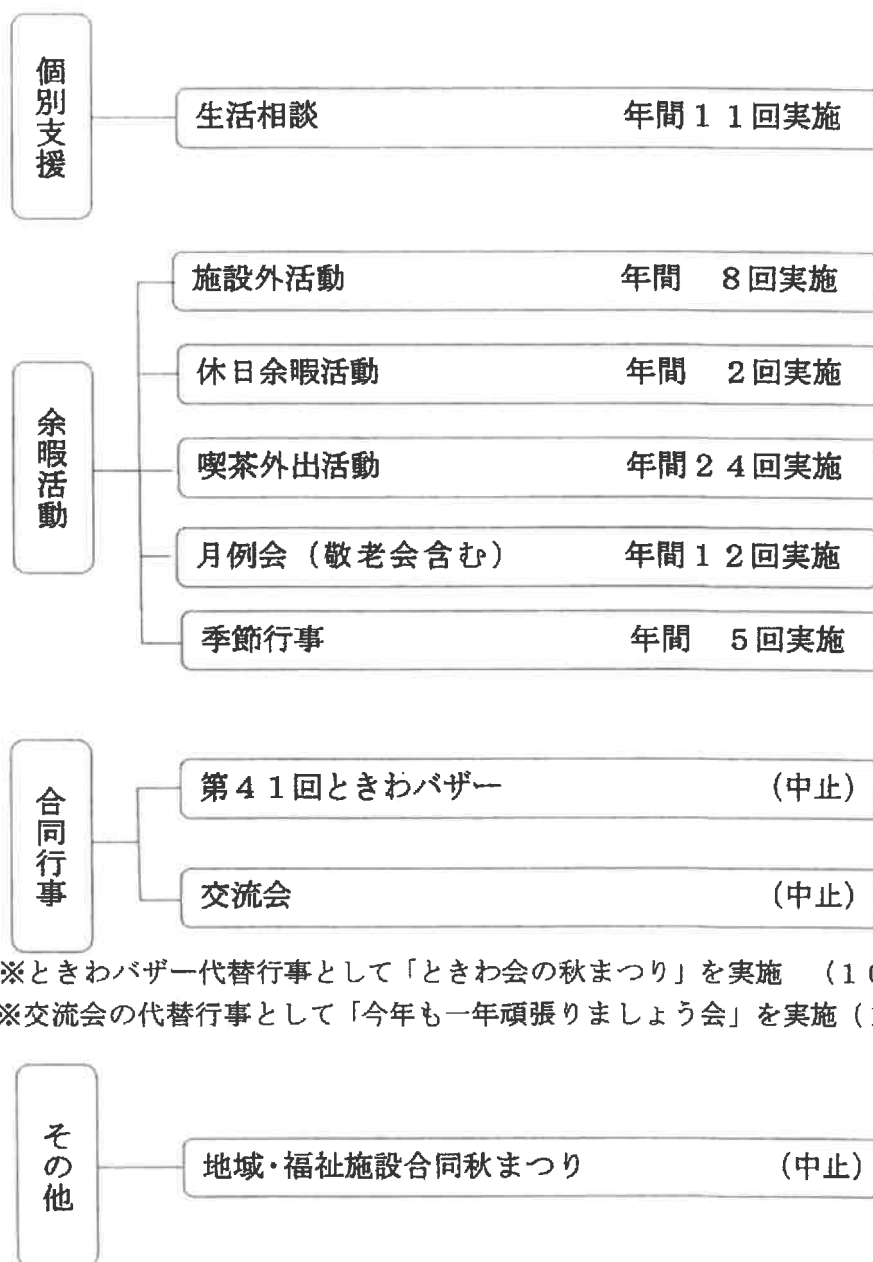 個別支援
生活相談 年間１１回実施
余暇活動
施設外活動 年間 ８回実施
休日余暇活動 年間 ２回実施
喫茶外出活動 年間２４回実施
月例会（敬老会含む） 年間１２回実施
季節行事 年間 ５回実施
合同行事
第４１回ときわバザー （中止）
交流会 （中止）
※ときわバザー代替行事として「ときわ会の秋まつり」を実施 （１０
※交流会の代替行事として「今年も一年頑張りましょう会」を実施（
その他
地域・福祉施設合同秋まつり （中止）